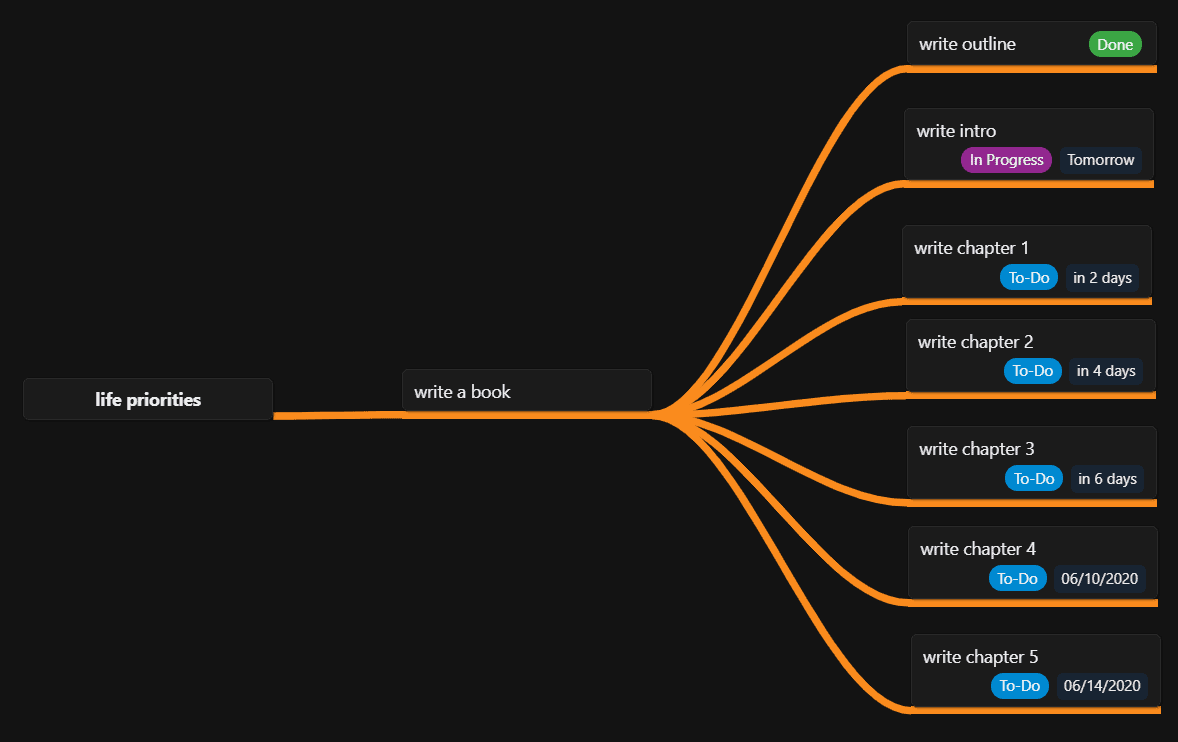 write outline Done
write intro
In Progress Tomorrow
write chapter 1
To-Do in 2 days
write chapter 2
To-Do in 4 days
life priorities
write a book
write chapter 3
To-Do in 6 days
write chapter 4
To-Do 06/10/2020
write chapter 5
To-Do 06/14/2020